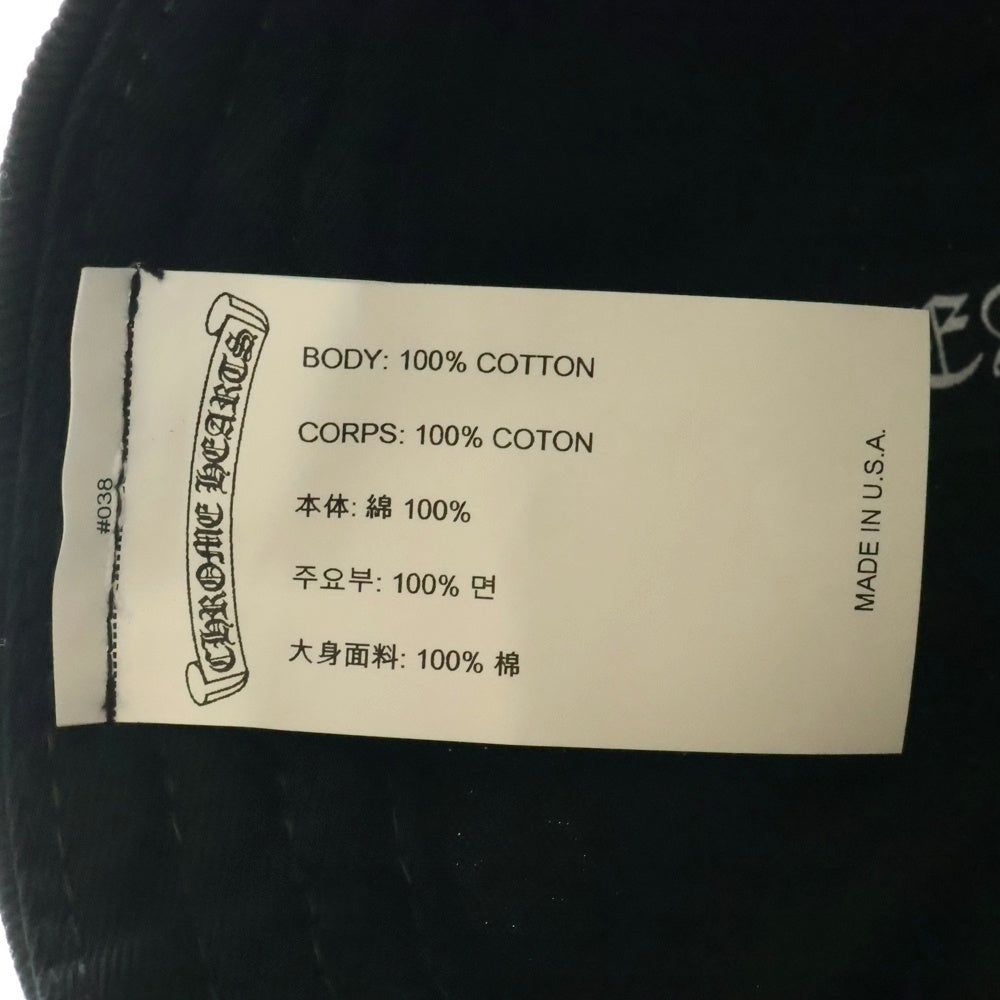 #038
CHROME HEARTS
BODY: 100% COTTON
CORPS: 100% COTON
本体: 綿 100%
주요부: 100% 면
大身面料: 100% 棉
MADE IN U.S.A.